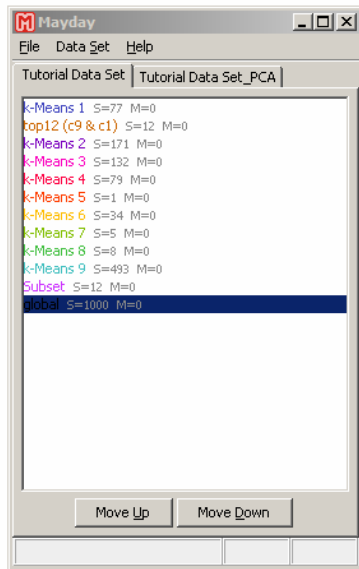 Mayday
File Data Set Help
Tutorial Data Set Tutorial Data Set_PCA
k-Means 1 S=77 M=0
top12 (c9 & c1) S=12 M=0
k-Means 2 S=171 M=0
k-Means 3 S=132 M=0
k-Means 4 S=79 M=0
k-Means 5 S=1 M=0
k-Means 6 S=34 M=0
k-Means 7 S=5 M=0
k-Means 8 S=8 M=0
k-Means 9 S=493 M=0
Subset S=12 M=0
global S=1000 M=0
Move Up Move Down